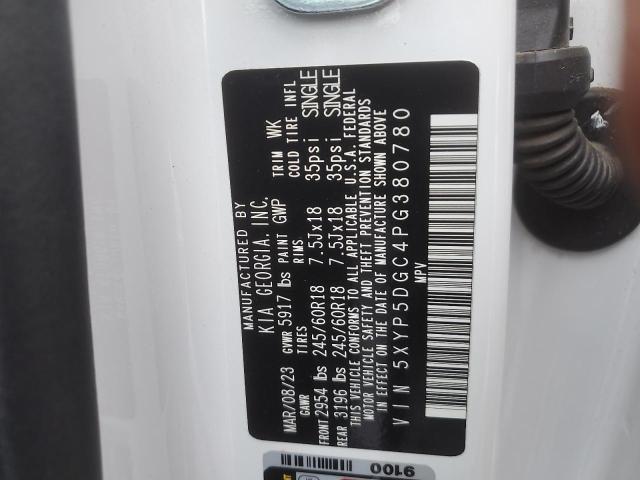 MANUFACTURED BY
KIA GEORGIA, INC.
MAR/08/23 GVWR 5917 lbs PAINT GWP TRIM WK
GAWR TIRES RIMS COLD TIRE INFL
FRONT 2954 lbs 245/60R18 7.5Jx18 35psi SINGLE
REAR 3196 lbs 245/60R18 7.5Jx18 35psi SINGLE
THIS VEHICLE CONFORMS TO ALL APPLICABLE U.S.A. FEDERAL
MOTOR VEHICLE SAFETY AND THEFT PREVENTION STANDARDS
IN EFFECT ON THE DATE OF MANUFACTURE SHOWN ABOVE
VIN 5XYP5DGC4PG380780
MPV
9100